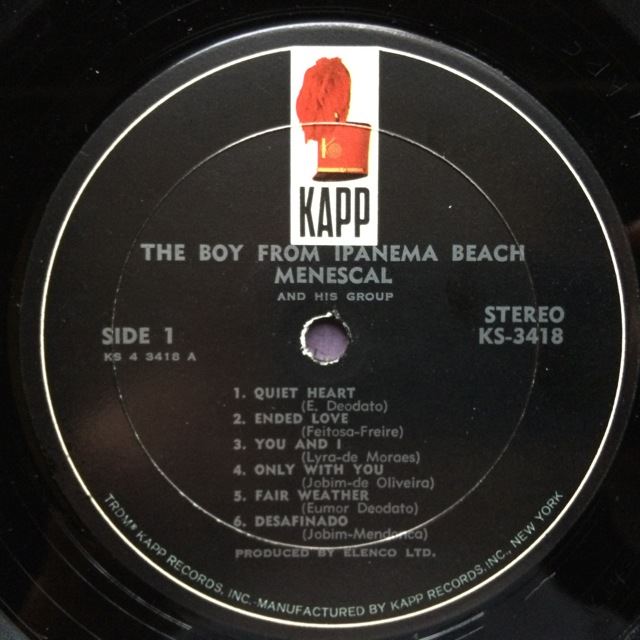 K
KAPP
THE BOY FROM IPANEMA BEACH
MENESCAL
AND HIS GROUP
SIDE 1
KS 4 3418 A
STEREO
KS-3418
1. QUIET HEART
(E. Deodato)
2. ENDED LOVE
(Feitosa-Freire)
3. YOU AND I
(Lyra-de Moraes)
4. ONLY WITH YOU
(Jobim-de Oliveira)
5. FAIR WEATHER
(Eumor Deodato)
6. DESAFINADO
(Jobim-Mendonca)
PRODUCED BY ELENCO LTD.
TRDM® KAPP RECORDS, INC.-MANUFACTURED BY KAPP RECORDS, INC., NEW YORK